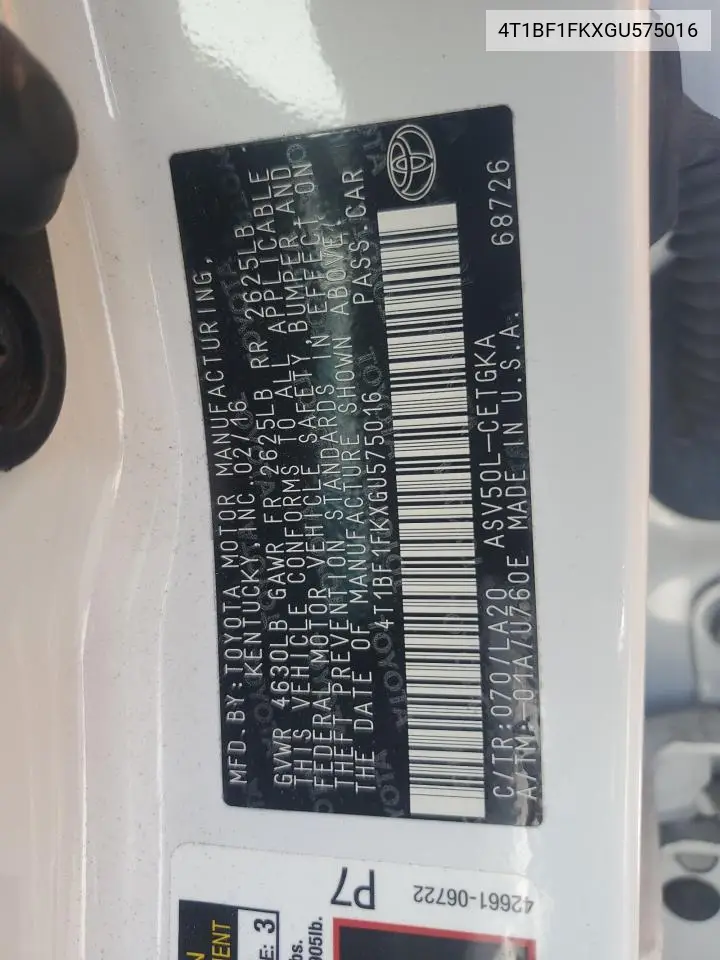 4T1BF1FKXGU575016
MFD. BY: TOYOTA MOTOR MANUFACTURING,
KENTUCKY, INC. 02/16
GVWR 4630LB GAWR FR 2625LB RR 2625LB
THIS VEHICLE CONFORMS TO ALL APPLICABLE
FEDERAL MOTOR VEHICLE SAFETY, BUMPER, AND
THEFT PREVENTION STANDARDS IN EFFECT ON
THE DATE OF MANUFACTURE SHOWN ABOVE.
4T1BF1FKXGU575016 PASS. CAR
C/TR: 070/LA20 ASV50L-CETGKA 68726
A/TM: -01A/U760E MADE IN U.S.A.
P7
42661-06722
3
905lb.